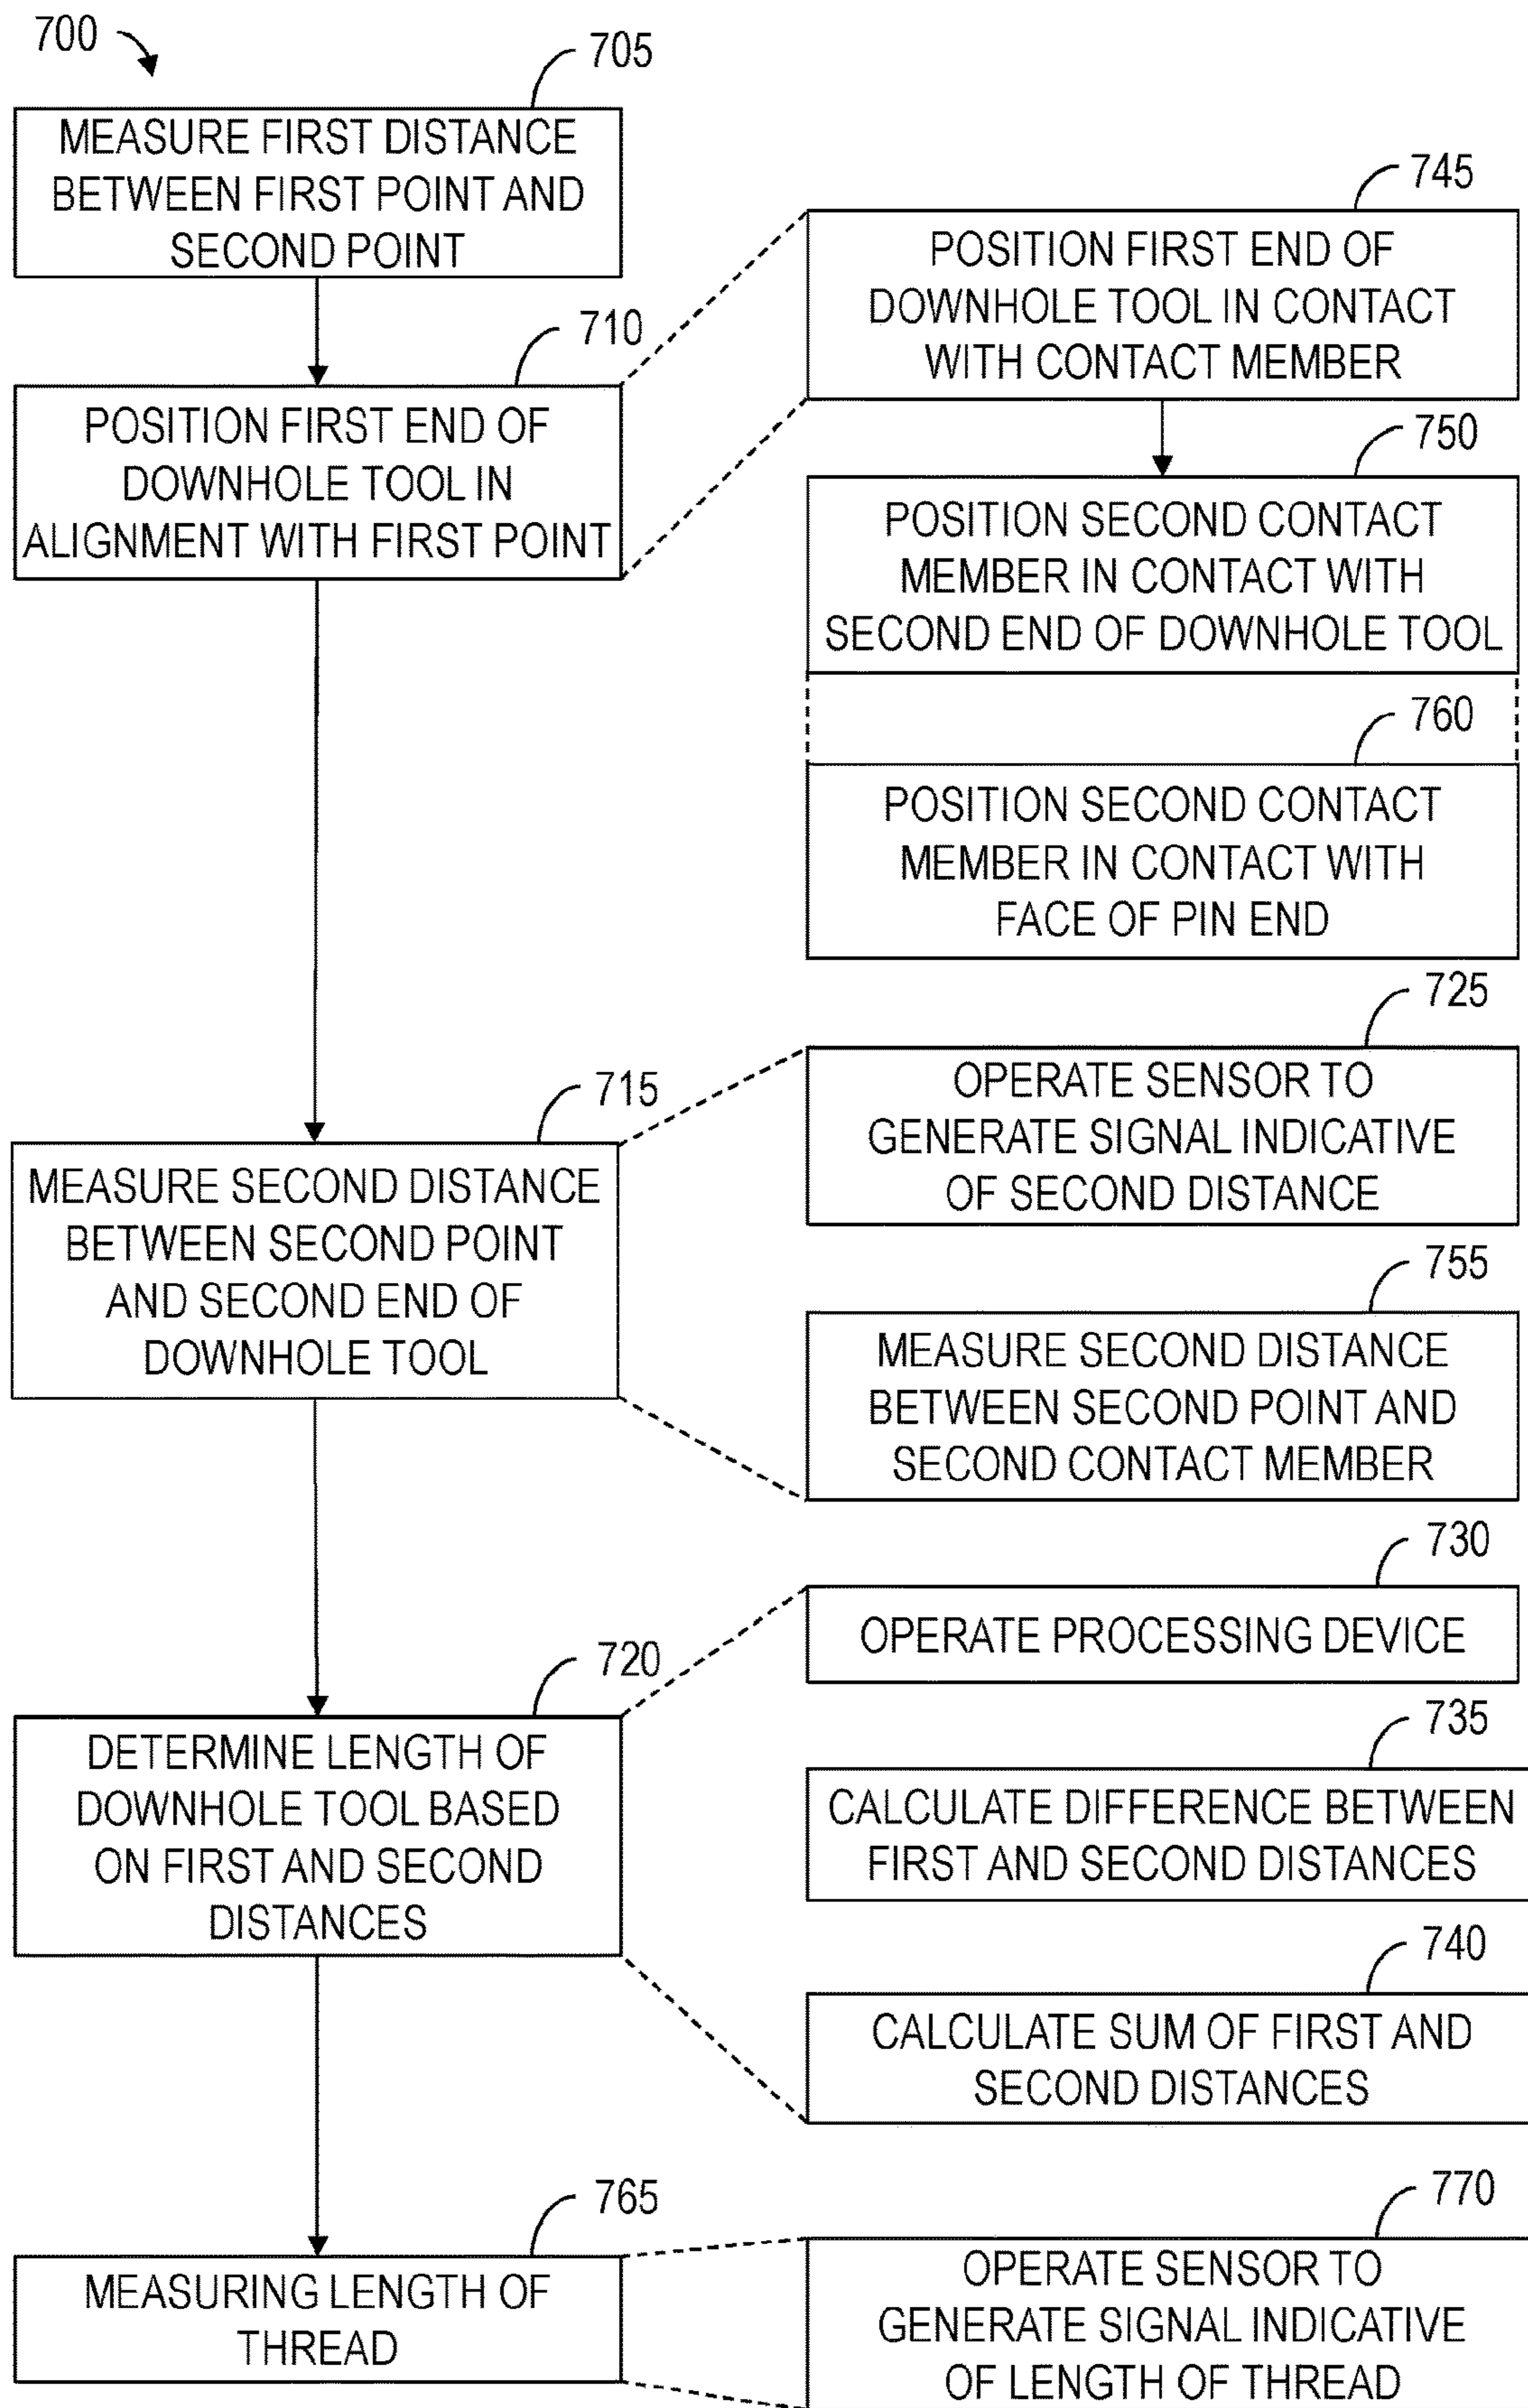 700
705
MEASURE FIRST DISTANCE
BETWEEN FIRST POINT AND
SECOND POINT
710
POSITION FIRST END OF
DOWNHOLE TOOL IN
ALIGNMENT WITH FIRST POINT
745
POSITION FIRST END OF
DOWNHOLE TOOL IN CONTACT
WITH CONTACT MEMBER
750
POSITION SECOND CONTACT
MEMBER IN CONTACT WITH
SECOND END OF DOWNHOLE TOOL
760
POSITION SECOND CONTACT
MEMBER IN CONTACT WITH
FACE OF PIN END
715
MEASURE SECOND DISTANCE
BETWEEN SECOND POINT
AND SECOND END OF
DOWNHOLE TOOL
725
OPERATE SENSOR TO
GENERATE SIGNAL INDICATIVE
OF SECOND DISTANCE
755
MEASURE SECOND DISTANCE
BETWEEN SECOND POINT AND
SECOND CONTACT MEMBER
720
DETERMINE LENGTH OF
DOWNHOLE TOOL BASED
ON FIRST AND SECOND
DISTANCES
730
OPERATE PROCESSING DEVICE
735
CALCULATE DIFFERENCE BETWEEN
FIRST AND SECOND DISTANCES
740
CALCULATE SUM OF FIRST AND
SECOND DISTANCES
765
MEASURING LENGTH OF
THREAD
770
OPERATE SENSOR TO
GENERATE SIGNAL INDICATIVE
OF LENGTH OF THREAD